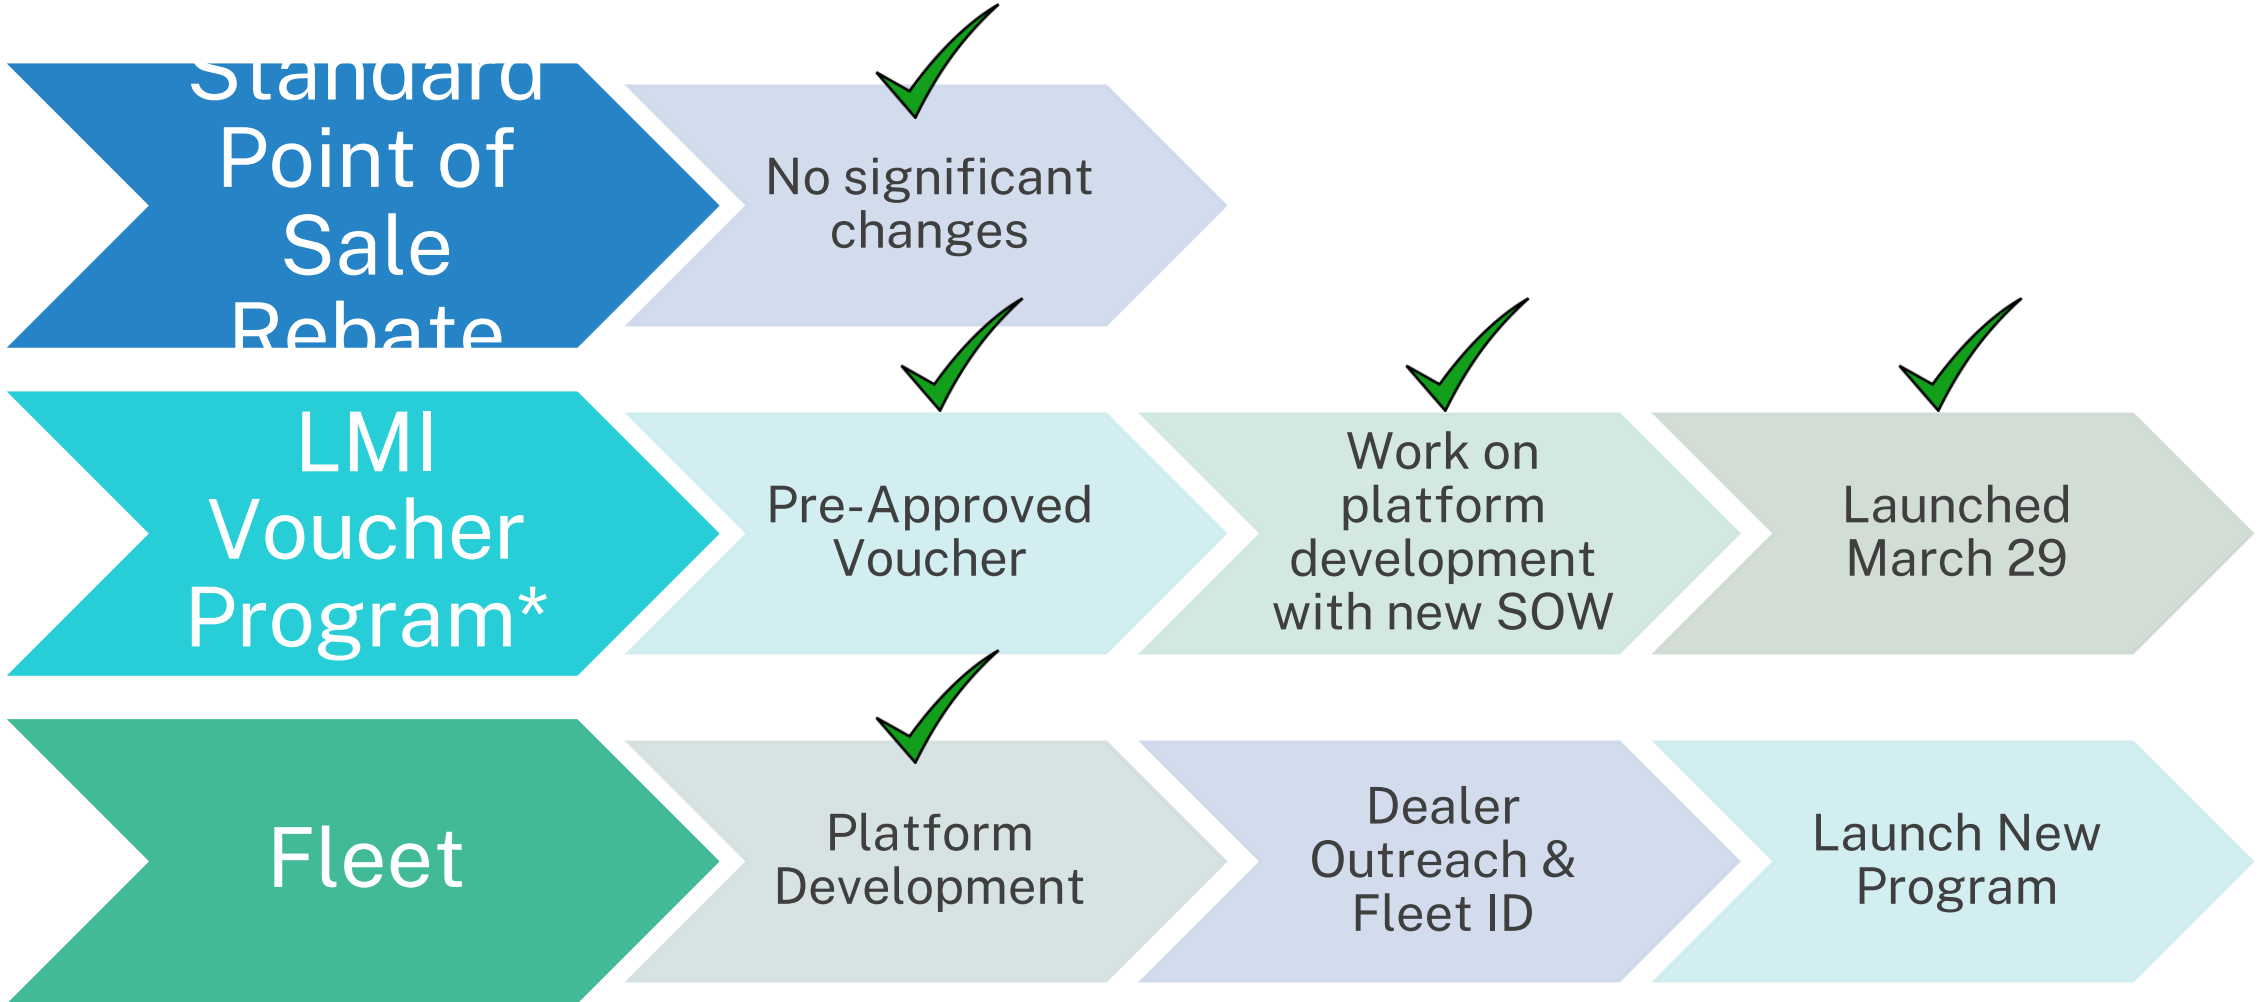 Standard
Point of
Sale
Rebate
No significant
changes
LMI
Voucher
Program*
Pre-Approved
Voucher
Work on
platform
development
with new SOW
Launched
March 29
Fleet
Platform
Development
Dealer
Outreach &
Fleet ID
Launch New
Program